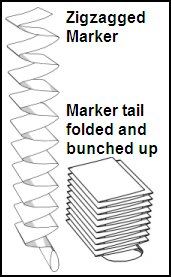 Zigzagged
Marker
Marker tail
folded and
bunched up